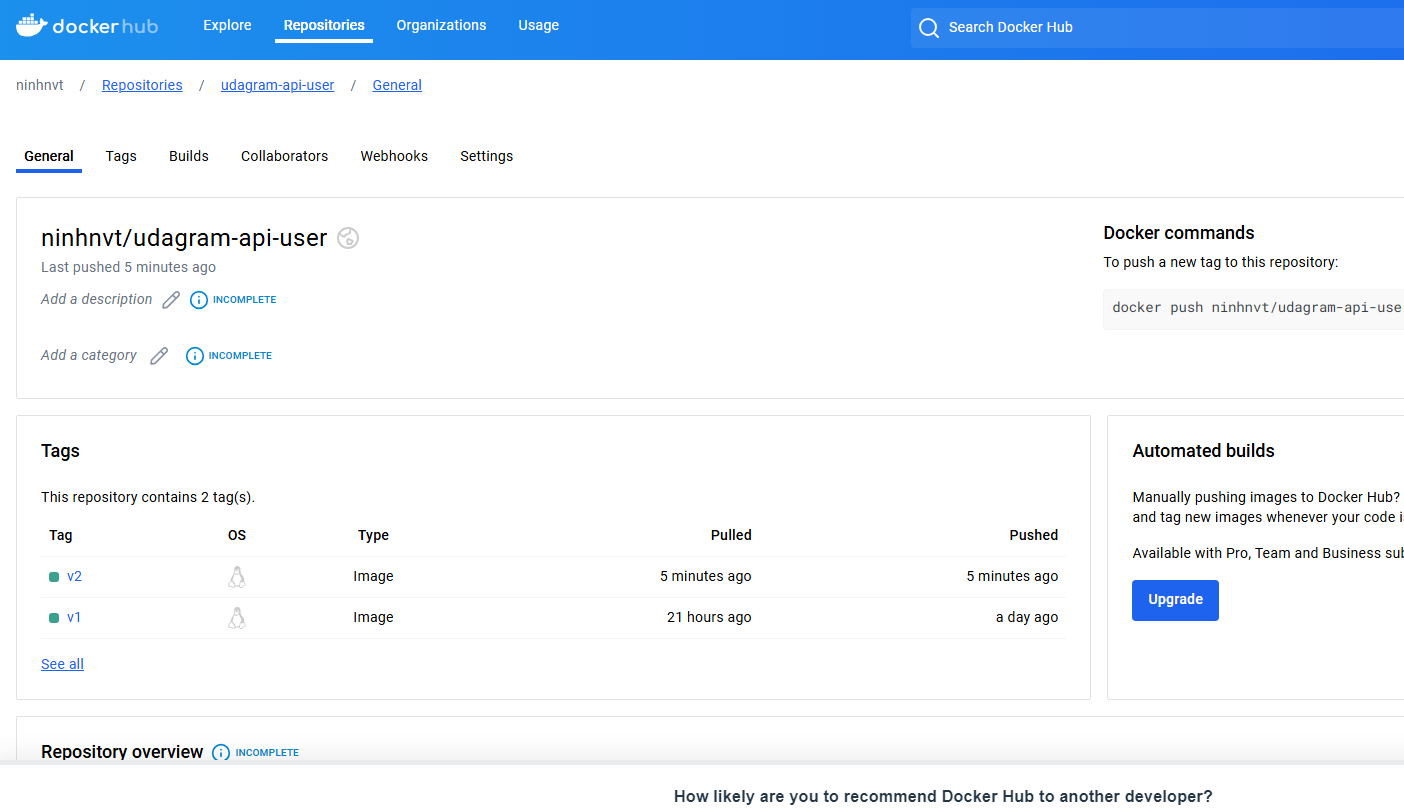 dockerhub
Explore Repositories Organizations Usage
Search Docker Hub
ninhnvt / Repositories / udagram-api-user / General
General Tags Builds Collaborators Webhooks Settings
ninhnvt/udagram-api-user
Last pushed 5 minutes ago
Add a description INCOMPLETE
Add a category INCOMPLETE
Docker commands
To push a new tag to this repository:
docker push ninhnvt/udagram-api-use
Tags
This repository contains 2 tag(s).
Tag OS Type Pulled Pushed
v2 Image 5 minutes ago 5 minutes ago
v1 Image 21 hours ago a day ago
See all
Automated builds
Manually pushing images to Docker Hub?
and tag new images whenever your code
Available with Pro, Team and Business
Upgrade
Repository overview INCOMPLETE
How likely are you to recommend Docker Hub to another developer?